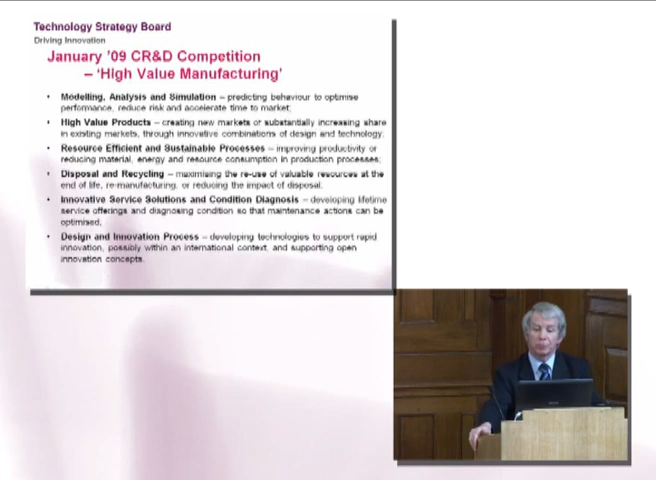 Technology Strategy Board
Driving Innovation
January '09 CR&D Competition
– 'High Value Manufacturing'
• Modelling, Analysis and Simulation – predicting behaviour to optimise
performance, reduce risk and accelerate time to market;
• High Value Products – creating new markets or substantially increasing share
in existing markets, through innovative combinations of design and technology;
• Resource Efficient and Sustainable Processes – improving productivity or
reducing material, energy and resource consumption in production processes;
• Disposal and Recycling – maximising the re-use of valuable resources at the
end of life, re-manufacturing, or reducing the impact of disposal;
• Innovative Service Solutions and Condition Diagnosis – developing lifetime
service offerings and diagnosing condition so that maintenance actions can be
optimised;
• Design and Innovation Process – developing technologies to support rapid
innovation, possibly within an international context, and supporting open
innovation concepts.